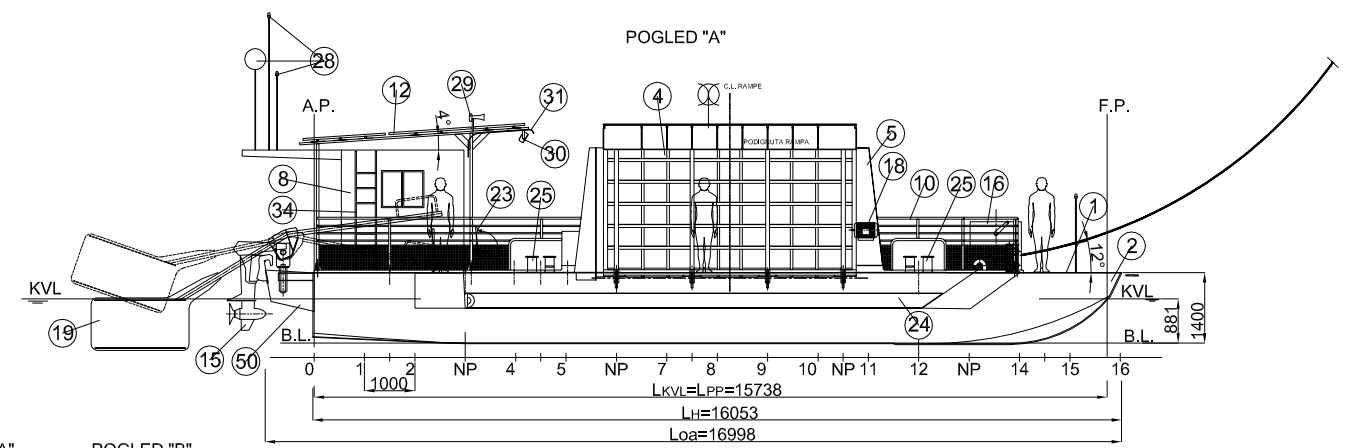 POGLED "A"
28
12
29
31
4
C.L. RAMPE
A.P.
F.P.
4°
30
PODIGNUTA RAMPA
5
18
8
23
25
10
25
16
1
34
2
12°
KVL
KVL
19
24
881
1400
B.L.
B.L.
15
50
0 1 2 NP 4 5 NP 7 8 9 10 NP 11 12 NP 14 15 16
1000
LKVL=LPP=15738
LH=16053
Loa=16998
A"
POGLED "B"